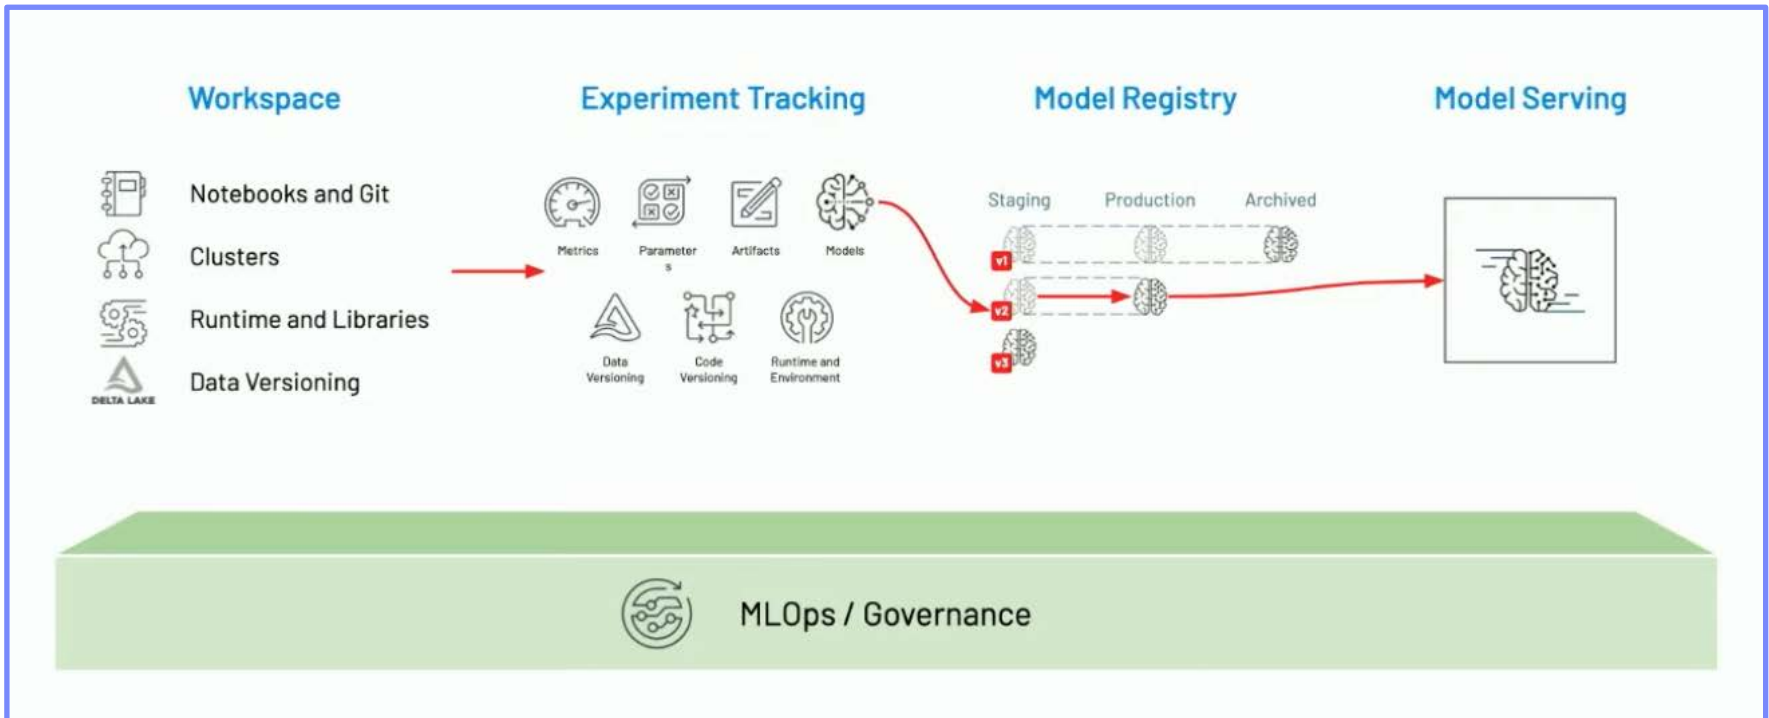 Workspace
Notebooks and Git
Clusters
Runtime and Libraries
DELTA LAKE
Data Versioning
Experiment Tracking
Metrics
Parameter
s
Artifacts
Models
Data
Versioning
Code
Versioning
Runtime and
Environment
Model Registry
Staging
Production
Archived
v1
v2
v3
Model Serving
MLOps / Governance